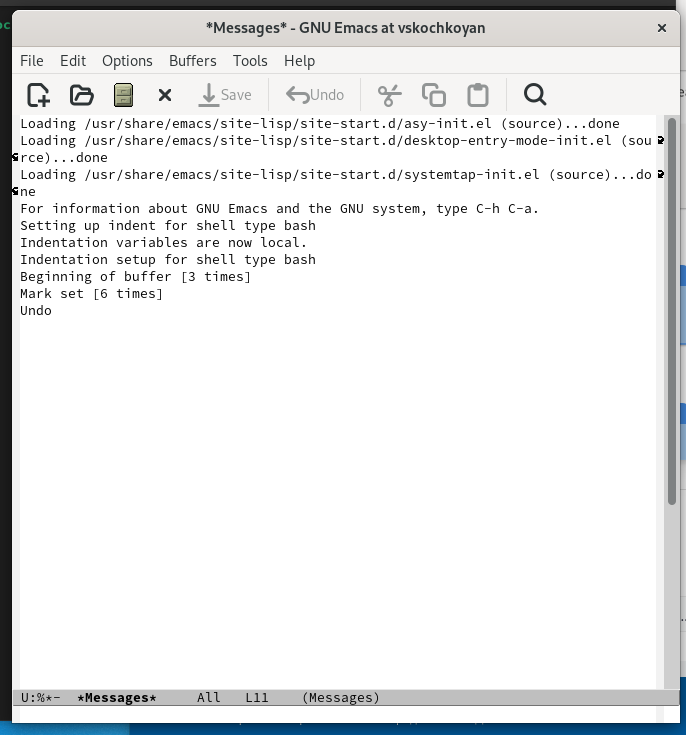 *Messages* - GNU Emacs at vskochkoyan
File Edit Options Buffers Tools Help
Save Undo
Loading /usr/share/emacs/site-lisp/site-start.d/asy-init.el (source)...done
Loading /usr/share/emacs/site-lisp/site-start.d/desktop-entry-mode-init.el (sou
rce)...done
Loading /usr/share/emacs/site-lisp/site-start.d/systemtap-init.el (source)...do
ne
For information about GNU Emacs and the GNU system, type C-h C-a.
Setting up indent for shell type bash
Indentation variables are now local.
Indentation setup for shell type bash
Beginning of buffer [3 times]
Mark set [6 times]
Undo
U:%*- *Messages* All L11 (Messages)